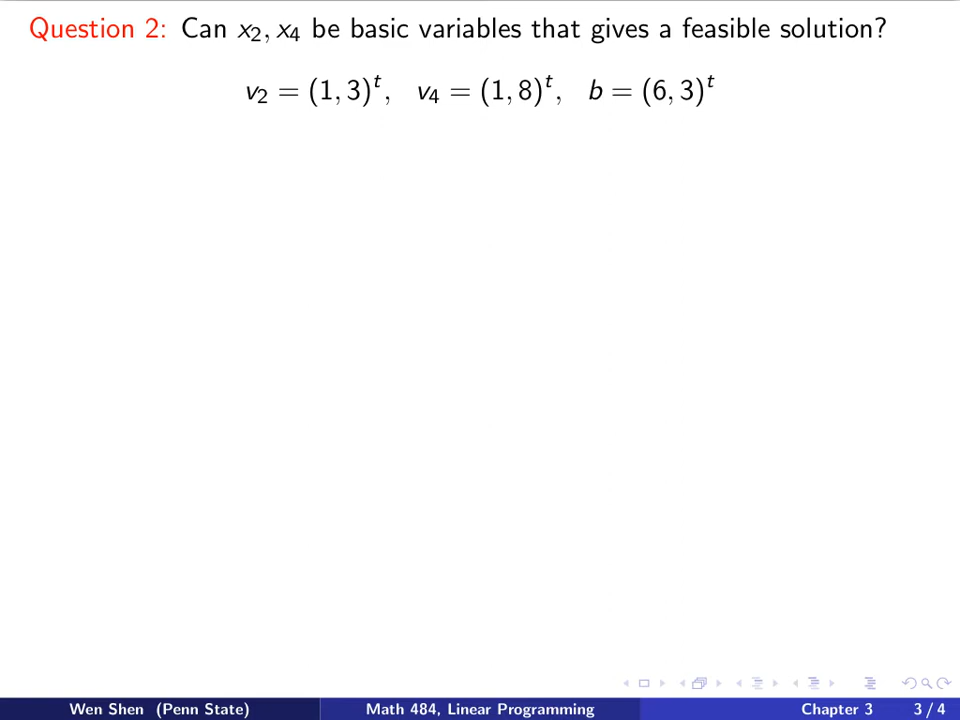 Question 2: Can x₂, x₄ be basic variables that gives a feasible solution?
v₂ = (1, 3)ᵗ, v₄ = (1, 8)ᵗ, b = (6, 3)ᵗ
Wen Shen (Penn State) Math 484, Linear Programming Chapter 3 3 / 4